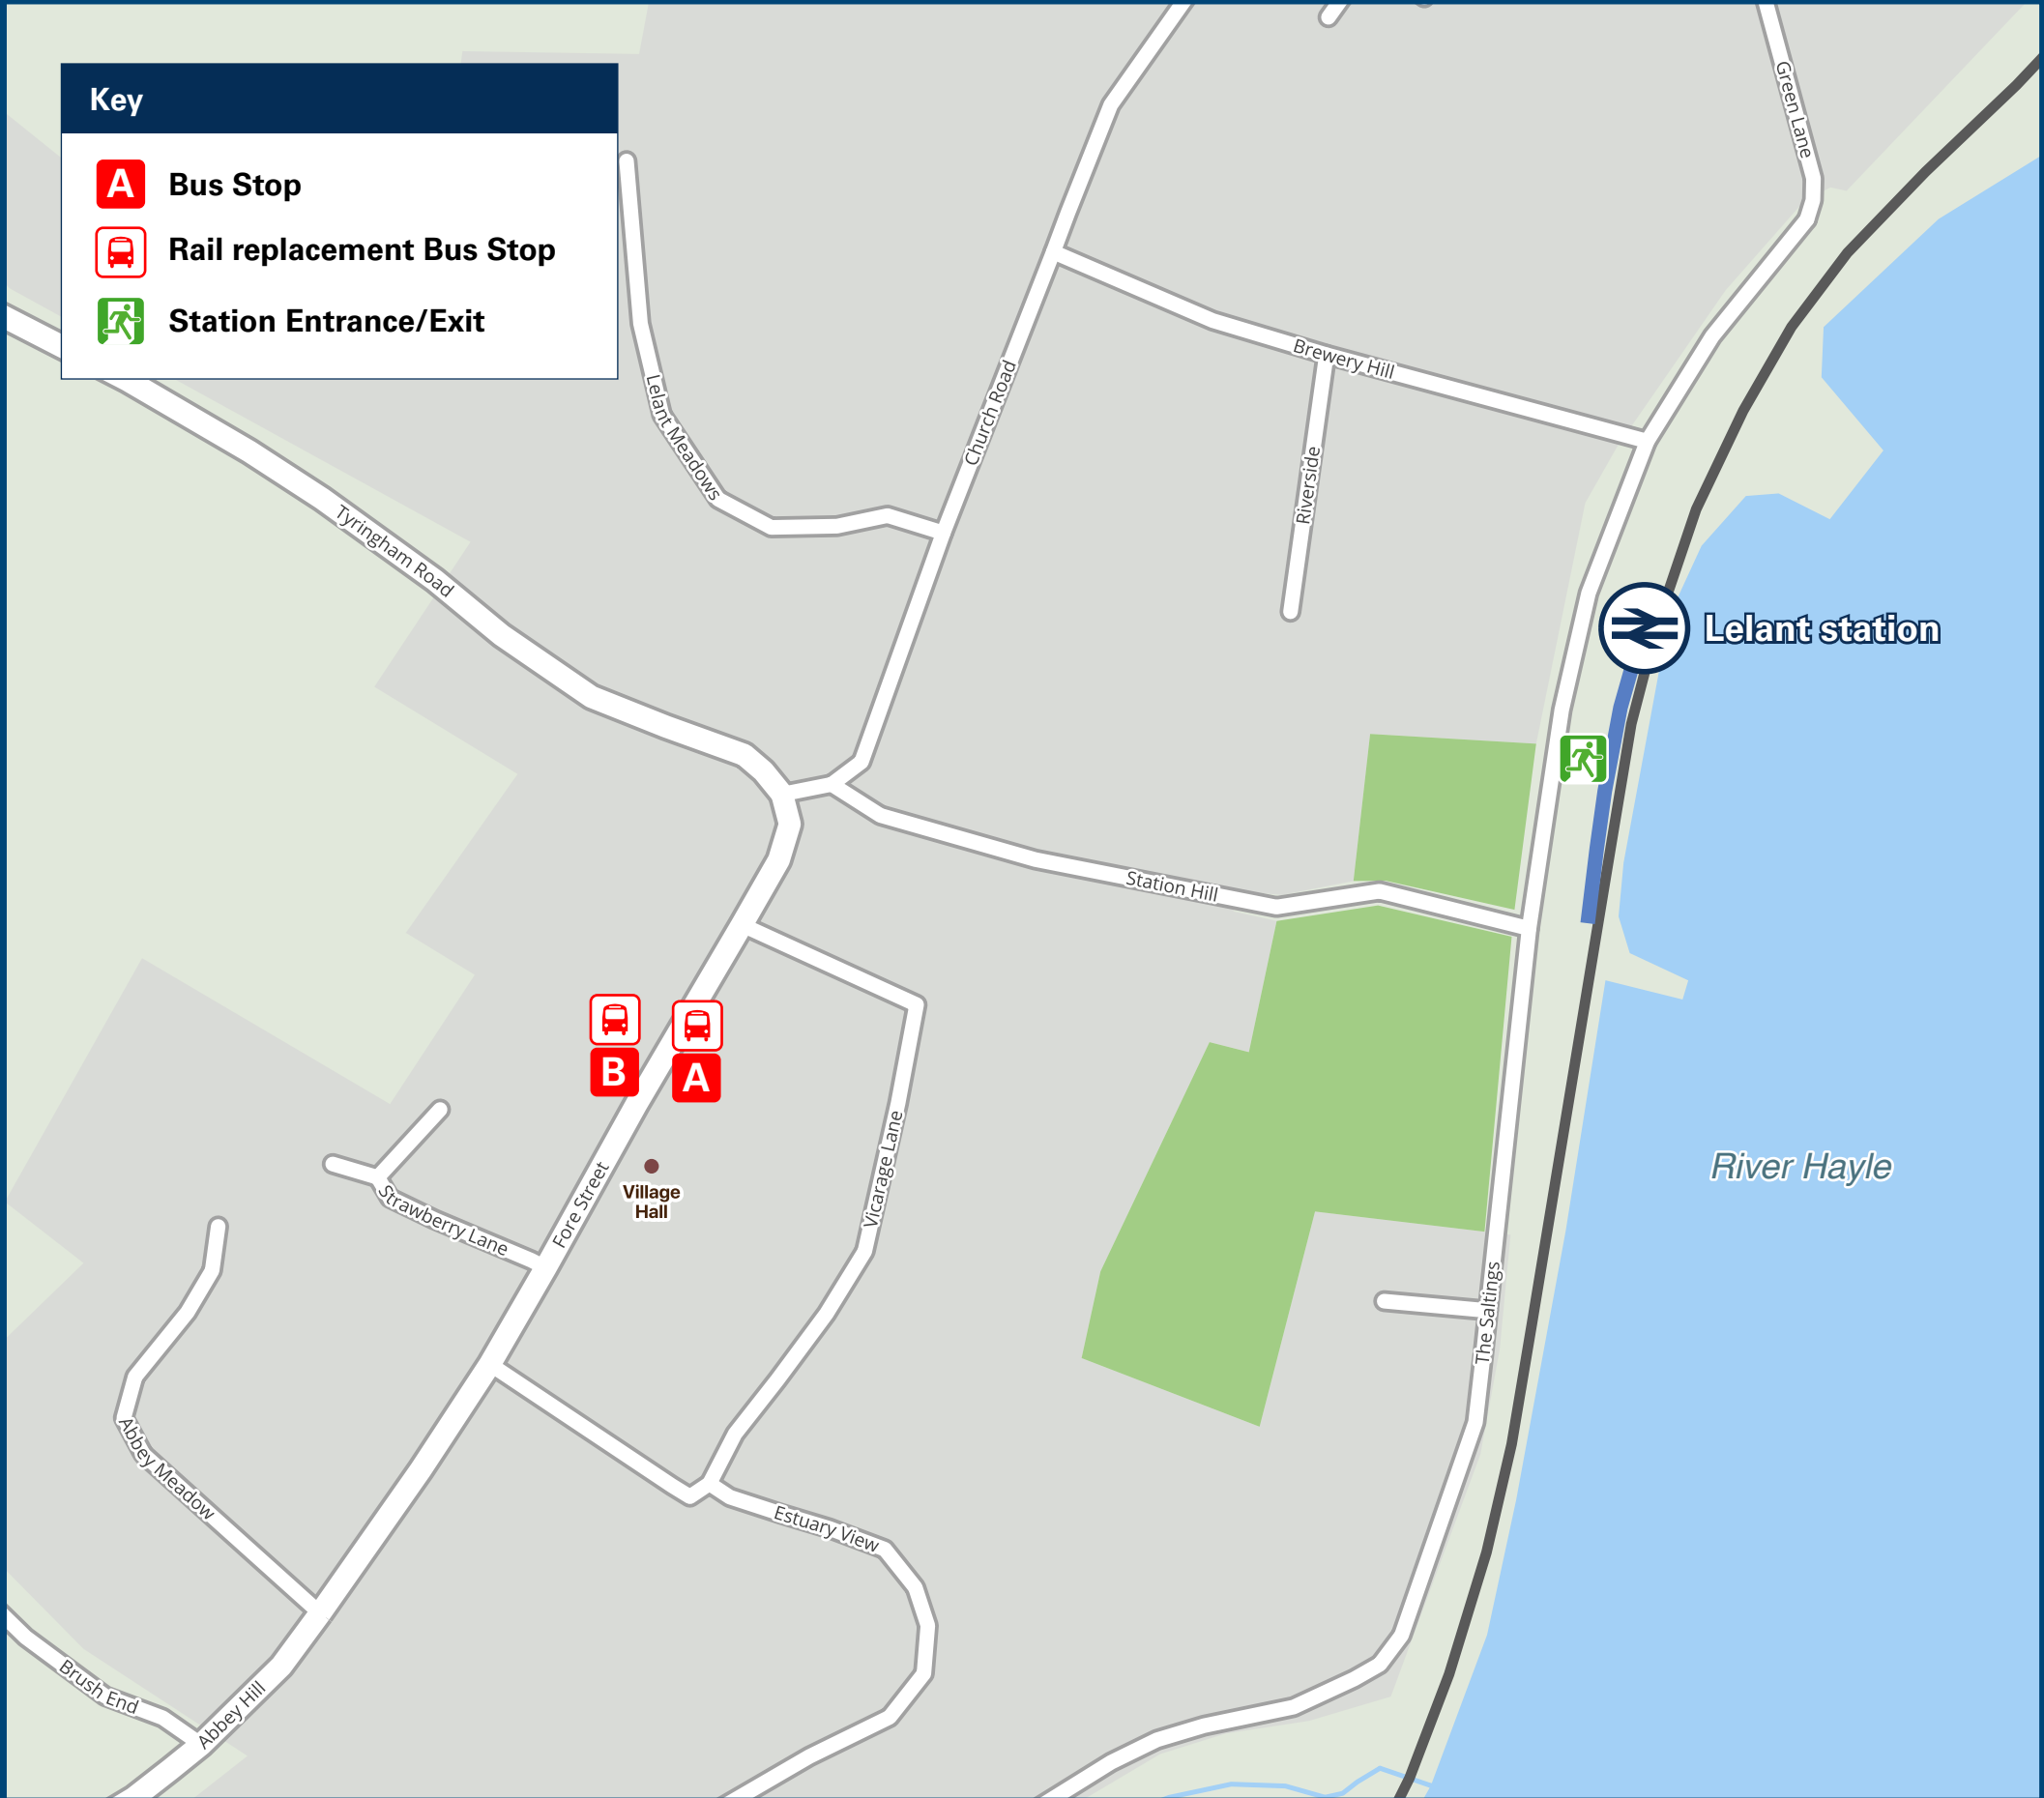 Key
A
Bus Stop
Rail replacement Bus Stop
Station Entrance/Exit
Green Lane
Brewery Hill
Church Road
Lelant Meadows
Riverside
Tyringham Road
Lelant station
Station Hill
B
A
Village
Hall
River Hayle
Vicarage Lane
Fore Street
Strawberry Lane
The Saltings
Abbey Meadow
Estuary View
Brush End
Abbey Hill